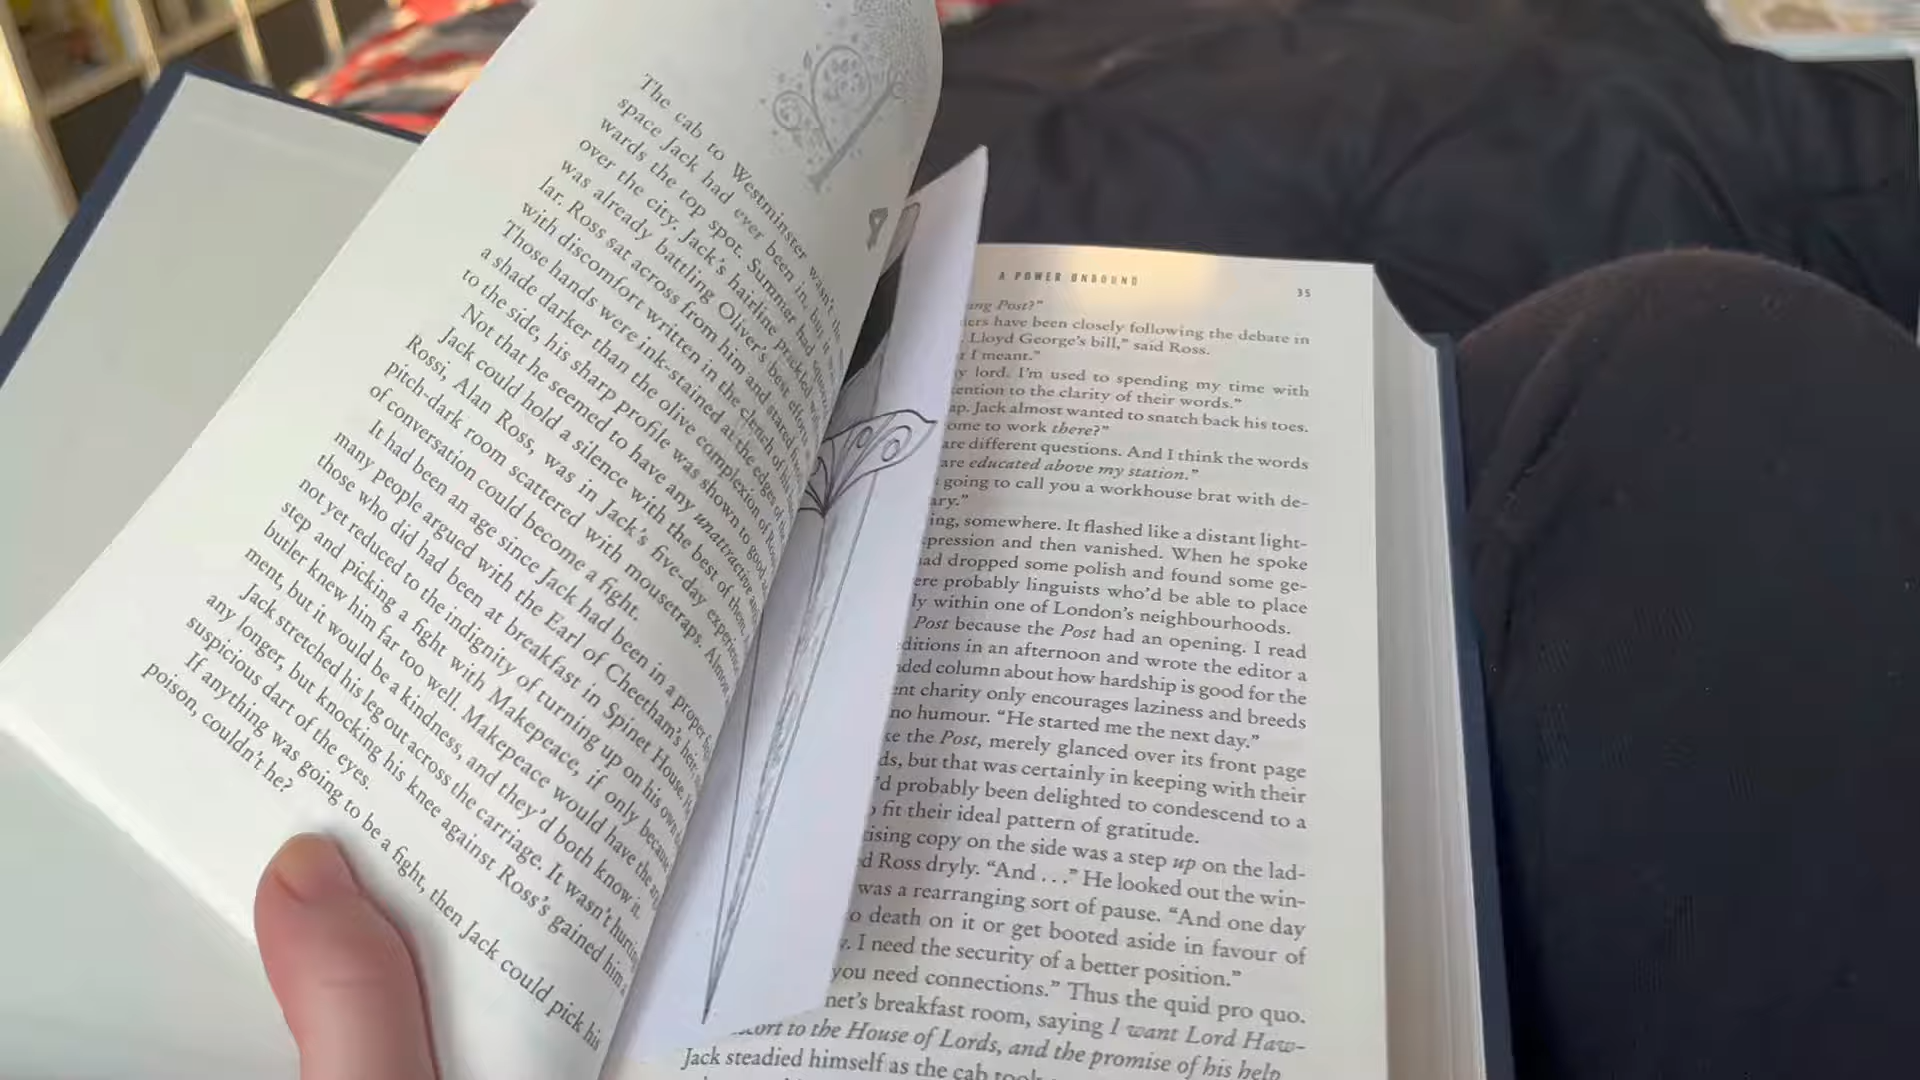 4
The cab to Westminster wasn't the
space Jack had ever been in, but it
wards the top spot. Summer had
over the city. Jack's hairline prickled
was already battling Oliver's best efforts
lar. Ross sat across from him and stared
with discomfort written in the clench of his
Those hands were ink-stained at the edges
a shade darker than the olive complexion of
to the side, his sharp profile was shown to good
Not that he seemed to have any unattractive
Jack could hold a silence with the best of them.
Rossi, Alan Ross, was in Jack's five-day experience
pitch-dark room scattered with mousetraps. Almost
of conversation could become a fight.
It had been an age since Jack had been in a proper
many people argued with the Earl of Cheetham's heir,
those who did had been at breakfast in Spinet House.
not yet reduced to the indignity of turning up on his own
step and picking a fight with Makepeace, if only because
butler knew him far too well. Makepeace would have the
ment, but it would be a kindness, and they'd both know it.
Jack stretched his leg out across the carriage. It wasn't hurting
any longer, but knocking his knee against Ross's gained him a
suspicious dart of the eyes.
If anything was going to be a fight, then Jack could pick his
poison, couldn't he?
A POWER UNBOUND
35
Post?"
have been closely following the debate in
Lloyd George's bill," said Ross.
I meant."
lord. I'm used to spending my time with
to the clarity of their words."
Jack almost wanted to snatch back his toes.
to work there?"
are different questions. And I think the words
are educated above my station."
going to call you a workhouse brat with de-
somewhere. It flashed like a distant light-
and then vanished. When he spoke
had dropped some polish and found some ge-
probably linguists who'd be able to place
within one of London's neighbourhoods.
Post because the Post had an opening. I read
in an afternoon and wrote the editor a
column about how hardship is good for the
charity only encourages laziness and breeds
no humour. "He started me the next day."
the Post, merely glanced over its front page
but that was certainly in keeping with their
'd probably been delighted to condescend to a
fit their ideal pattern of gratitude.
copy on the side was a step up on the lad-
Ross dryly. "And . . ." He looked out the win-
was a rearranging sort of pause. "And one day
death on it or get booted aside in favour of
I need the security of a better position."
you need connections." Thus the quid pro quo.
breakfast room, saying I want Lord Haw-
to the House of Lords, and the promise of his help
Jack steadied himself as the cab took